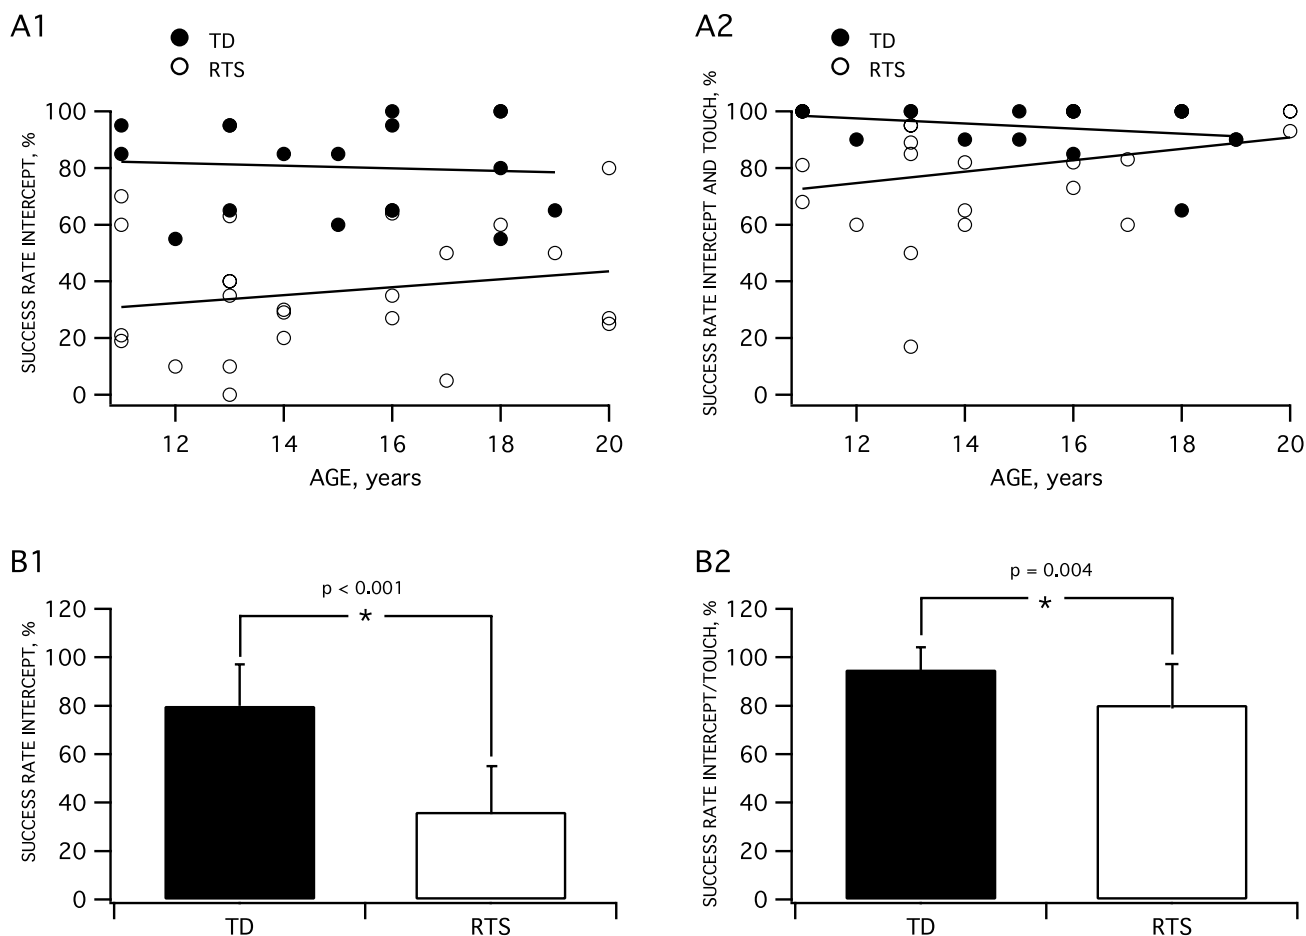 A1
TD
RTS
SUCCESS RATE INTERCEPT, %
100
80
60
40
20
0
12 14 16 18 20
AGE, years
A2
TD
RTS
SUCCESS RATE INTERCEPT AND TOUCH, %
100
80
60
40
20
0
12 14 16 18 20
AGE, years
B1
p < 0.001
*
SUCCESS RATE INTERCEPT, %
120
100
80
60
40
20
0
TD RTS
B2
p = 0.004
*
SUCCESS RATE INTERCEPT/TOUCH, %
120
100
80
60
40
20
0
TD RTS